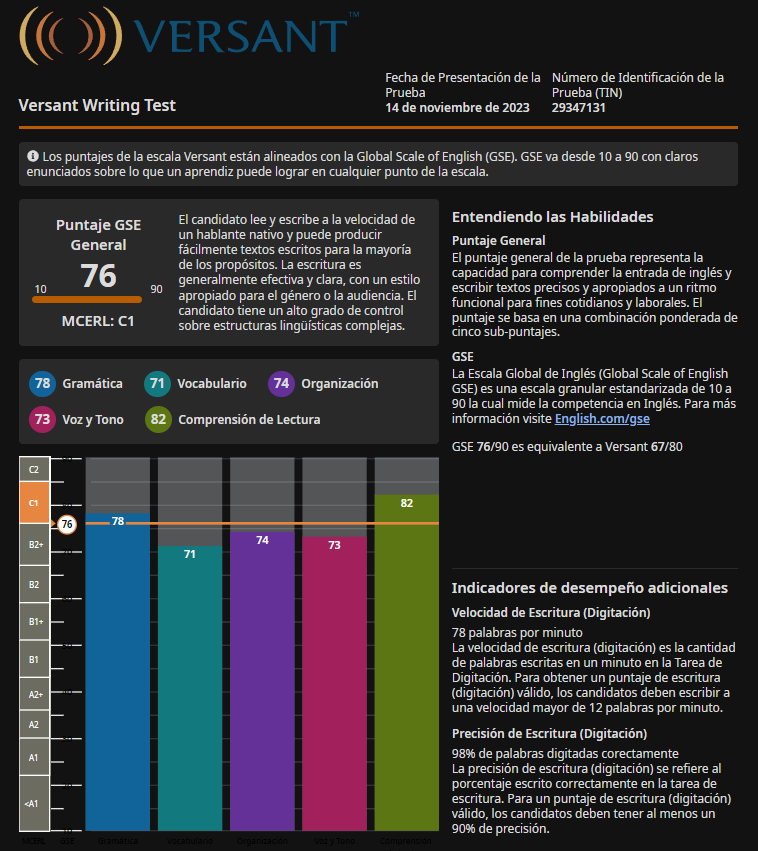 VERSANT™
Versant Writing Test
Fecha de Presentación de la
Prueba
14 de noviembre de 2023
Número de Identificación de la
Prueba (TIN)
29347131
Los puntajes de la escala Versant están alineados con la Global Scale of English (GSE). GSE va desde 10 a 90 con claros
enunciados sobre lo que un aprendiz puede lograr en cualquier punto de la escala.
Puntaje GSE
General
76
10
90
MCERL: C1
El candidato lee y escribe a la velocidad de
un hablante nativo y puede producir
fácilmente textos escritos para la mayoría
de los propósitos. La escritura es
generalmente efectiva y clara, con un estilo
apropiado para el género o la audiencia. El
candidato tiene un alto grado de control
sobre estructuras lingüísticas complejas.
78 Gramática
71 Vocabulario
74 Organización
73 Voz y Tono
82 Comprensión de Lectura
C2
C1
B2+
B2
B1+
B1
A2+
A2
A1
<A1
76
78
71
74
73
82
MCERL
GSE
Gramática
Vocabulario
Organización
Voz y Tono
Comprensión
Entendiendo las Habilidades
Puntaje General
El puntaje general de la prueba representa la
capacidad para comprender la entrada de inglés y
escribir textos precisos y apropiados a un ritmo
funcional para fines cotidianos y laborales. El
puntaje se basa en una combinación ponderada de
cinco sub-puntajes.
GSE
La Escala Global de Inglés (Global Scale of English
GSE) es una escala granular estandarizada de 10 a
90 la cual mide la competencia en Inglés. Para más
información visite English.com/gse
GSE 76/90 es equivalente a Versant 67/80
Indicadores de desempeño adicionales
Velocidad de Escritura (Digitación)
78 palabras por minuto
La velocidad de escritura (digitación) es la cantidad
de palabras escritas en un minuto en la Tarea de
Digitación. Para obtener un puntaje de escritura
(digitación) válido, los candidatos deben escribir a
una velocidad mayor de 12 palabras por minuto.
Precisión de Escritura (Digitación)
98% de palabras digitadas correctamente
La precisión de escritura (digitación) se refiere al
porcentaje escrito correctamente en la tarea de
escritura. Para un puntaje de escritura (digitación)
válido, los candidatos deben tener al menos un
90% de precisión.